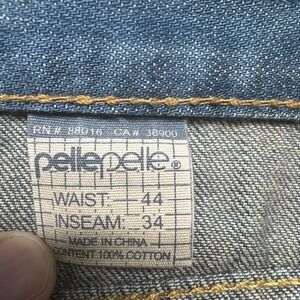 RN # 88016 CA # 38900
pellepelle®
WAIST: 44
INSEAM: 34
MADE IN CHINA
CONTENT 100% COTTON